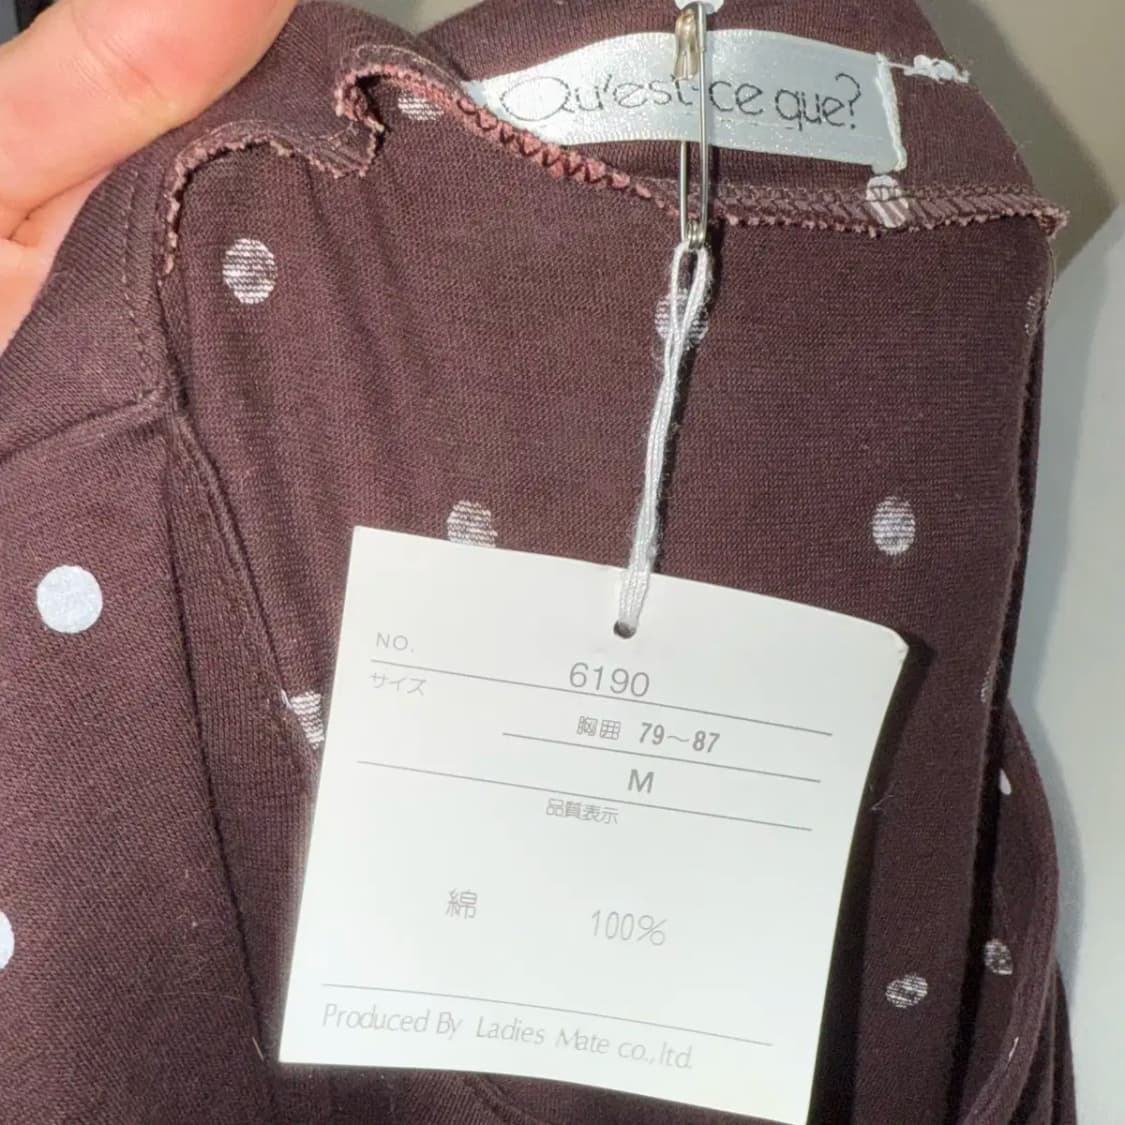 Qu'est-ce que?
NO.
6190
サイズ
胸囲 79〜87
M
品質表示
綿 100%
Produced By Ladies Mate co.,ltd.